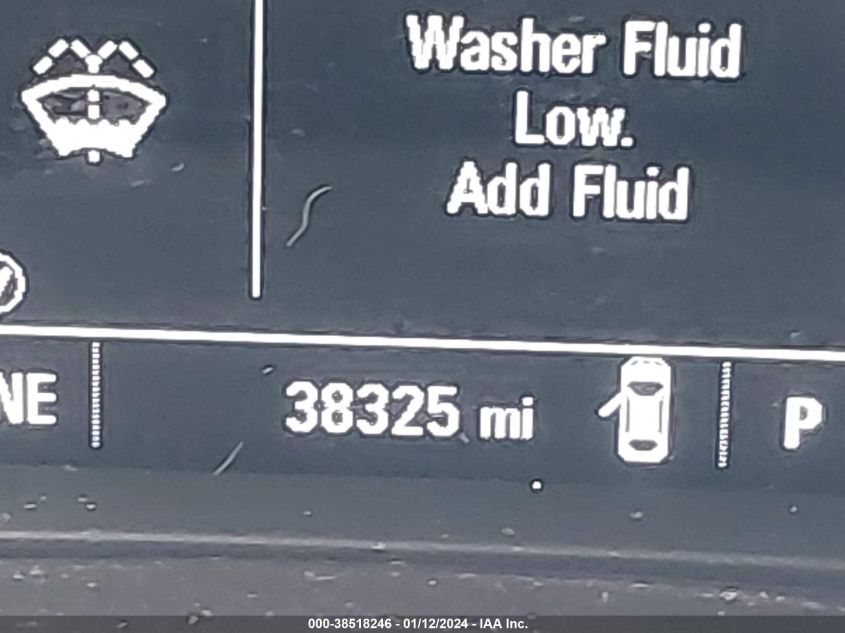 Washer Fluid
Low.
Add Fluid
NE
38325 mi
P
000-38518246 - 01/12/2024 - IAA Inc.